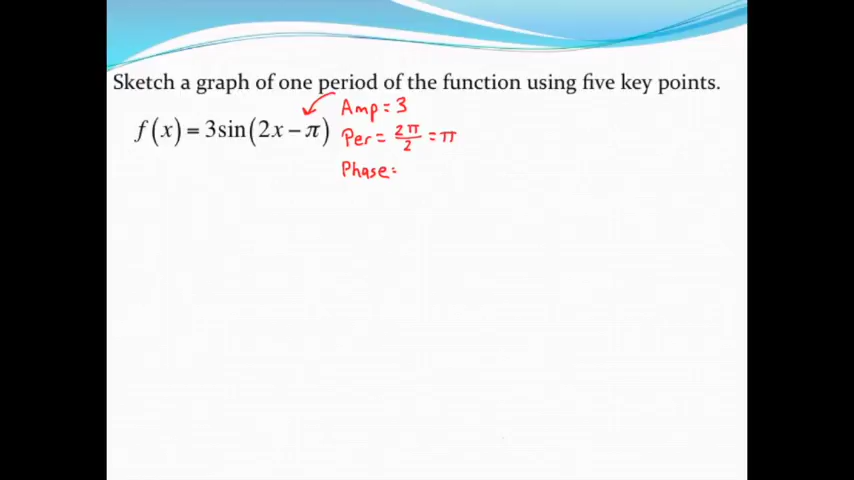 Sketch a graph of one period of the function using five key points.
f(x) = 3sin(2x − π)
Amp = 3
Per = 2π/2 = π
Phase =